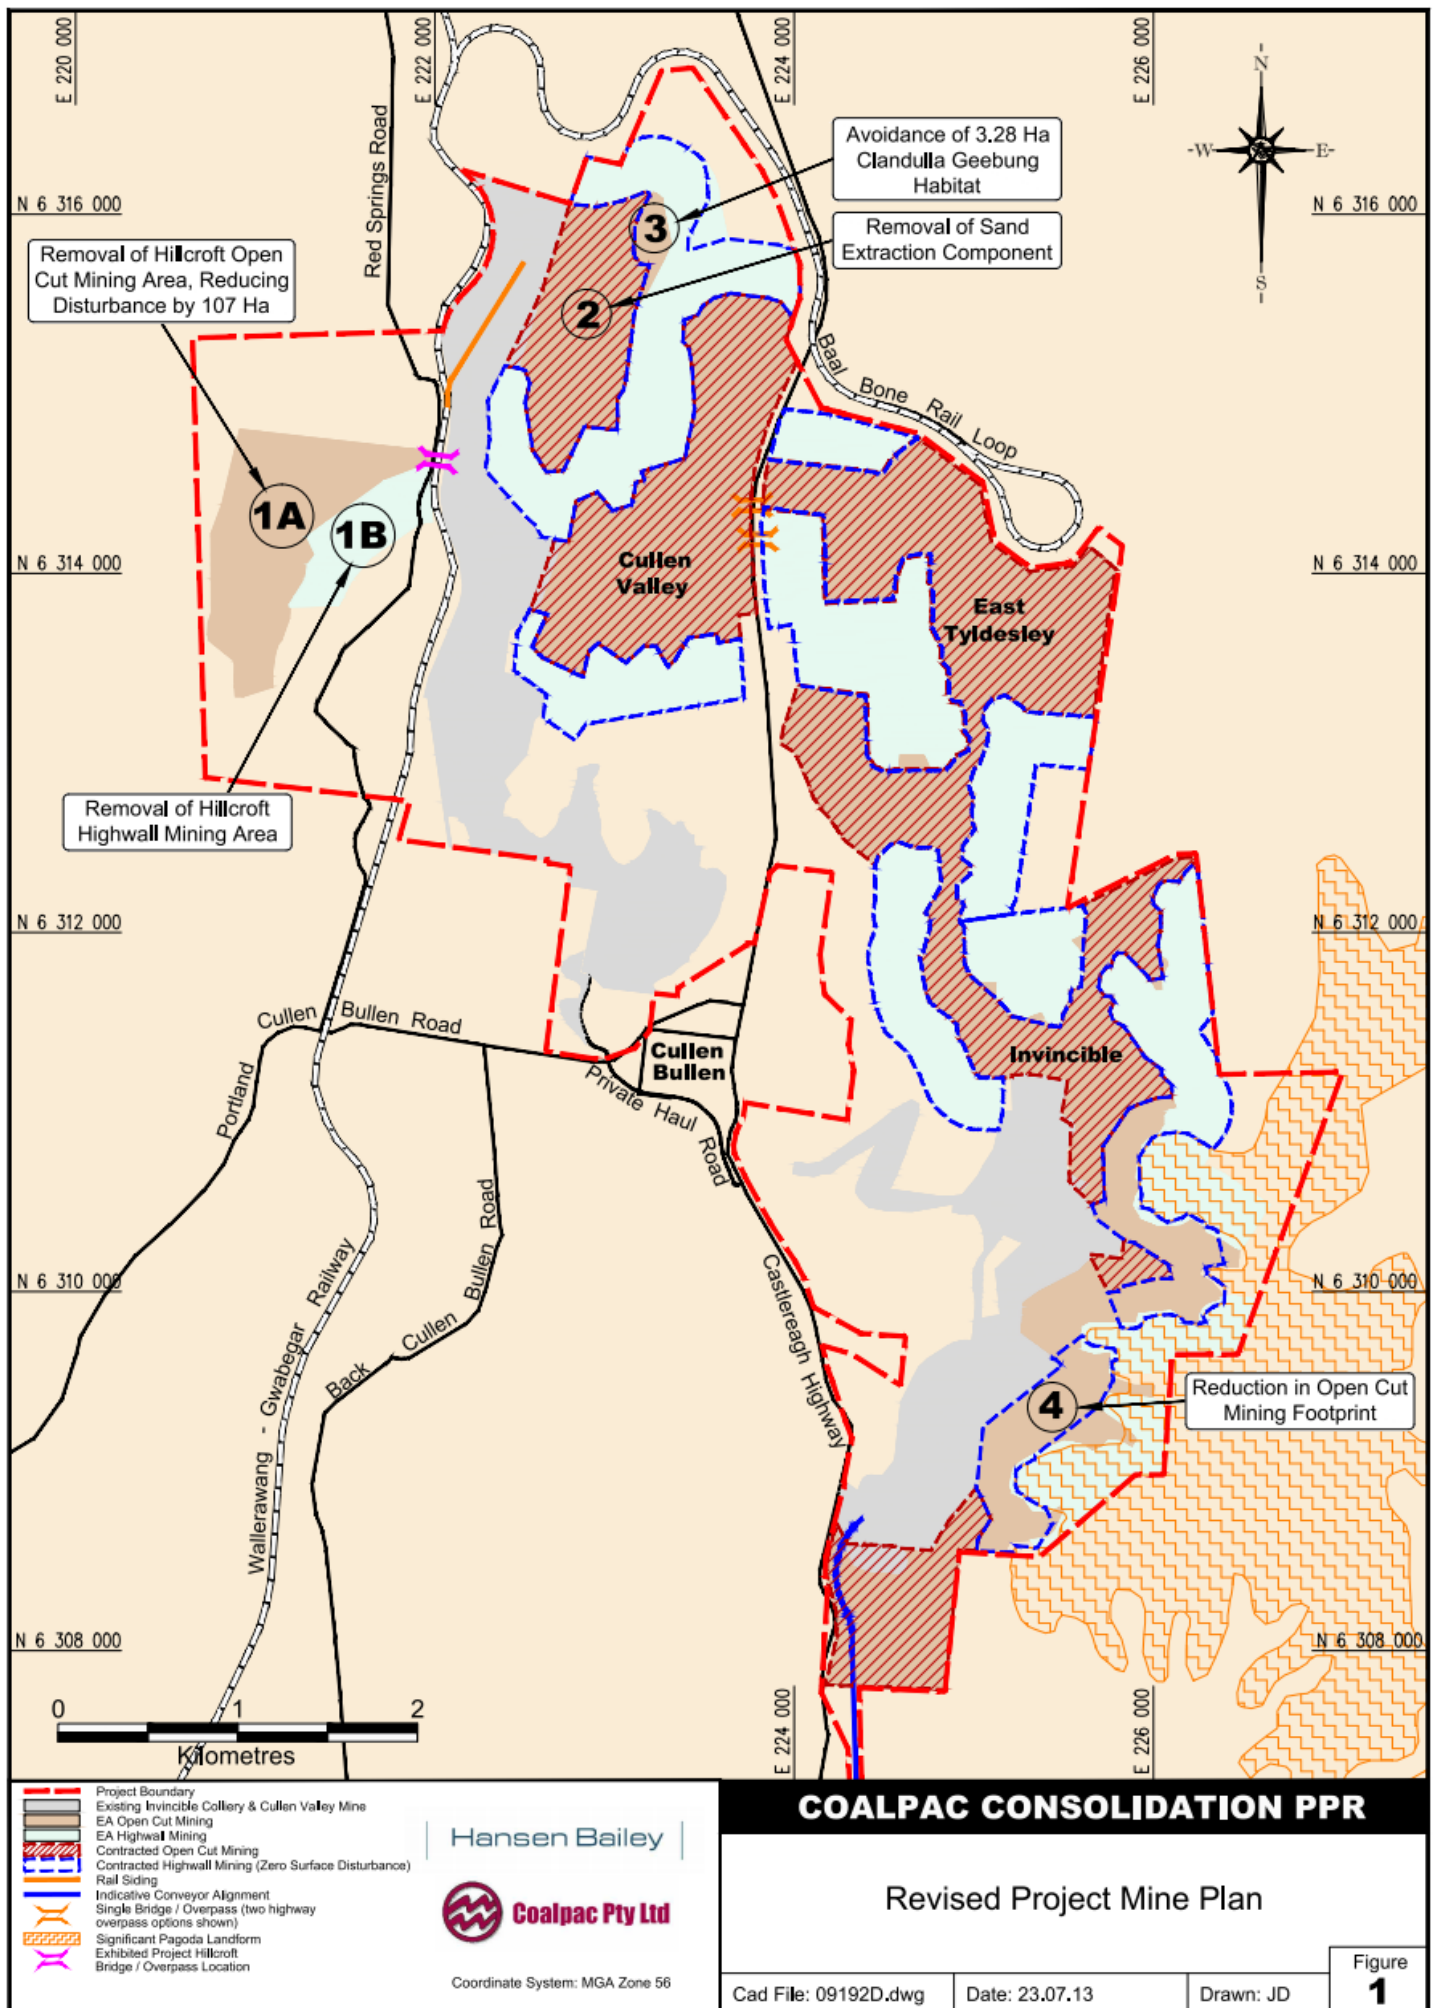 E 220 000
E 222 000
E 224 000
E 226 000
N
-W-
-E-
S
N 6 316 000
N 6 316 000
Red Springs Road
Avoidance of 3.28 Ha
Clandulla Geebung
Habitat
Removal of Sand
Extraction Component
3
2
Removal of Hillcroft Open
Cut Mining Area, Reducing
Disturbance by 107 Ha
Baal Bone Rail Loop
1A
1B
Cullen
Valley
N 6 314 000
N 6 314 000
East
Tyldesley
Removal of Hillcroft
Highwall Mining Area
N 6 312 000
N 6 312 000
Portland Cullen Bullen Road
Cullen
Bullen
Invincible
Private Haul Road
Back Cullen Bullen Road
Wallerawang - Gwabegar Railway
Castlereagh Highway
N 6 310 000
N 6 310 000
4
Reduction in Open Cut
Mining Footprint
N 6 308 000
N 6 308 000
E 224 000
E 226 000
0 1 2
Kilometres
Project Boundary
Existing Invincible Colliery & Cullen Valley Mine
EA Open Cut Mining
EA Highwall Mining
Contracted Open Cut Mining
Contracted Highwall Mining (Zero Surface Disturbance)
Rail Siding
Indicative Conveyor Alignment
Single Bridge / Overpass (two highway
overpass options shown)
Significant Pagoda Landform
Exhibited Project Hillcroft
Bridge / Overpass Location
Hansen Bailey
Coalpac Pty Ltd
Coordinate System: MGA Zone 56
COALPAC CONSOLIDATION PPR
Revised Project Mine Plan
Cad File: 09192D.dwg
Date: 23.07.13
Drawn: JD
Figure
1